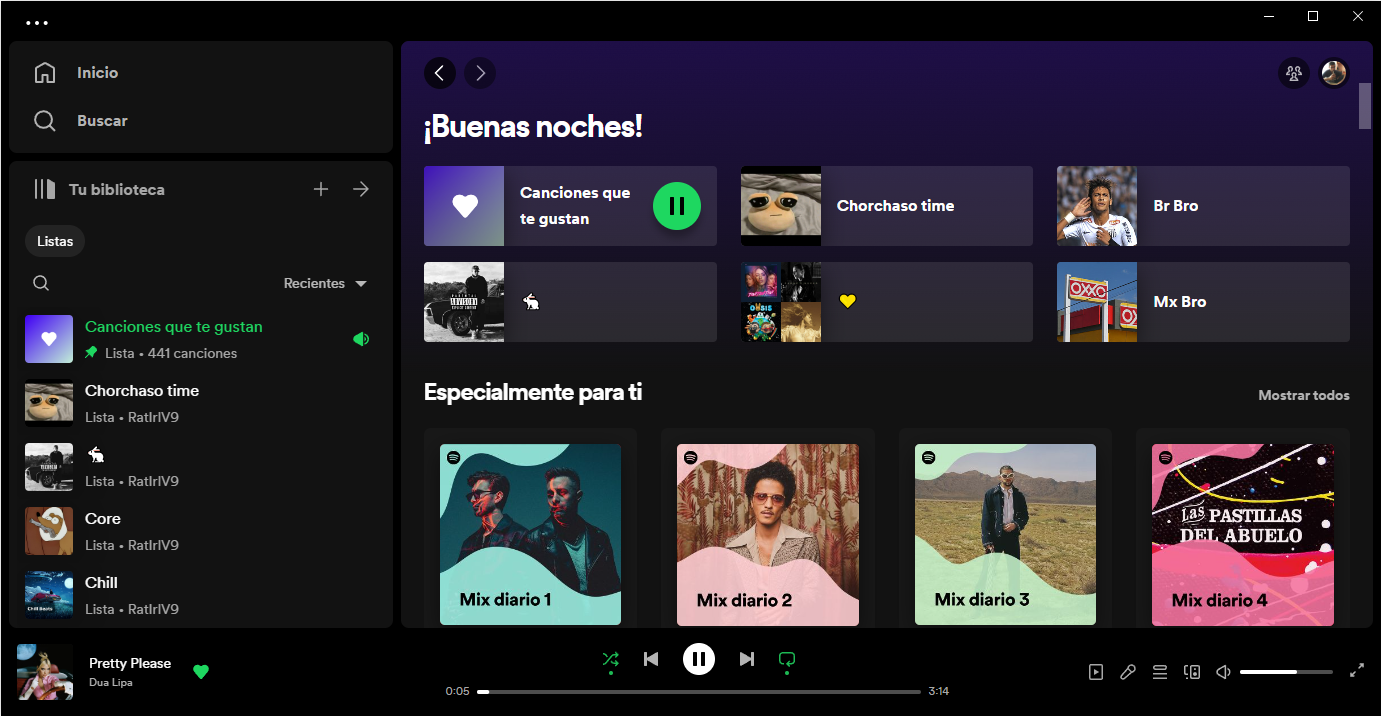 Inicio
Buscar
Tu biblioteca
Listas
Recientes
Canciones que te gustan
Lista • 441 canciones
Chorchaso time
Lista • RatIrlV9
🐇
Lista • RatIrlV9
Core
Lista • RatIrlV9
Chill
Lista • RatIrlV9
Chill Beats
¡Buenas noches!
Canciones que
te gustan
Chorchaso time
Br Bro
🐇
💛
OXXO
Mx Bro
Especialmente para ti
Mostrar todos
Mix diario 1
Mix diario 2
Mix diario 3
Las PASTILLAS
DEL ABUELO
Mix diario 4
Pretty Please
Dua Lipa
0:05
3:14